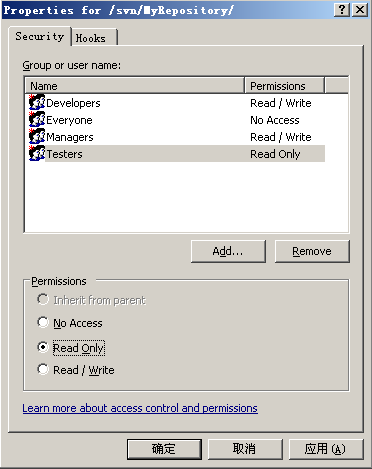 Properties for /svn/MyRepository/
Security Hooks
Group or user name:
Name Permissions
Developers Read / Write
Everyone No Access
Managers Read / Write
Testers Read Only
Add... Remove
Permissions
Inherit from parent
No Access
Read Only
Read / Write
Learn more about access control and permissions
确定 取消 应用(A)